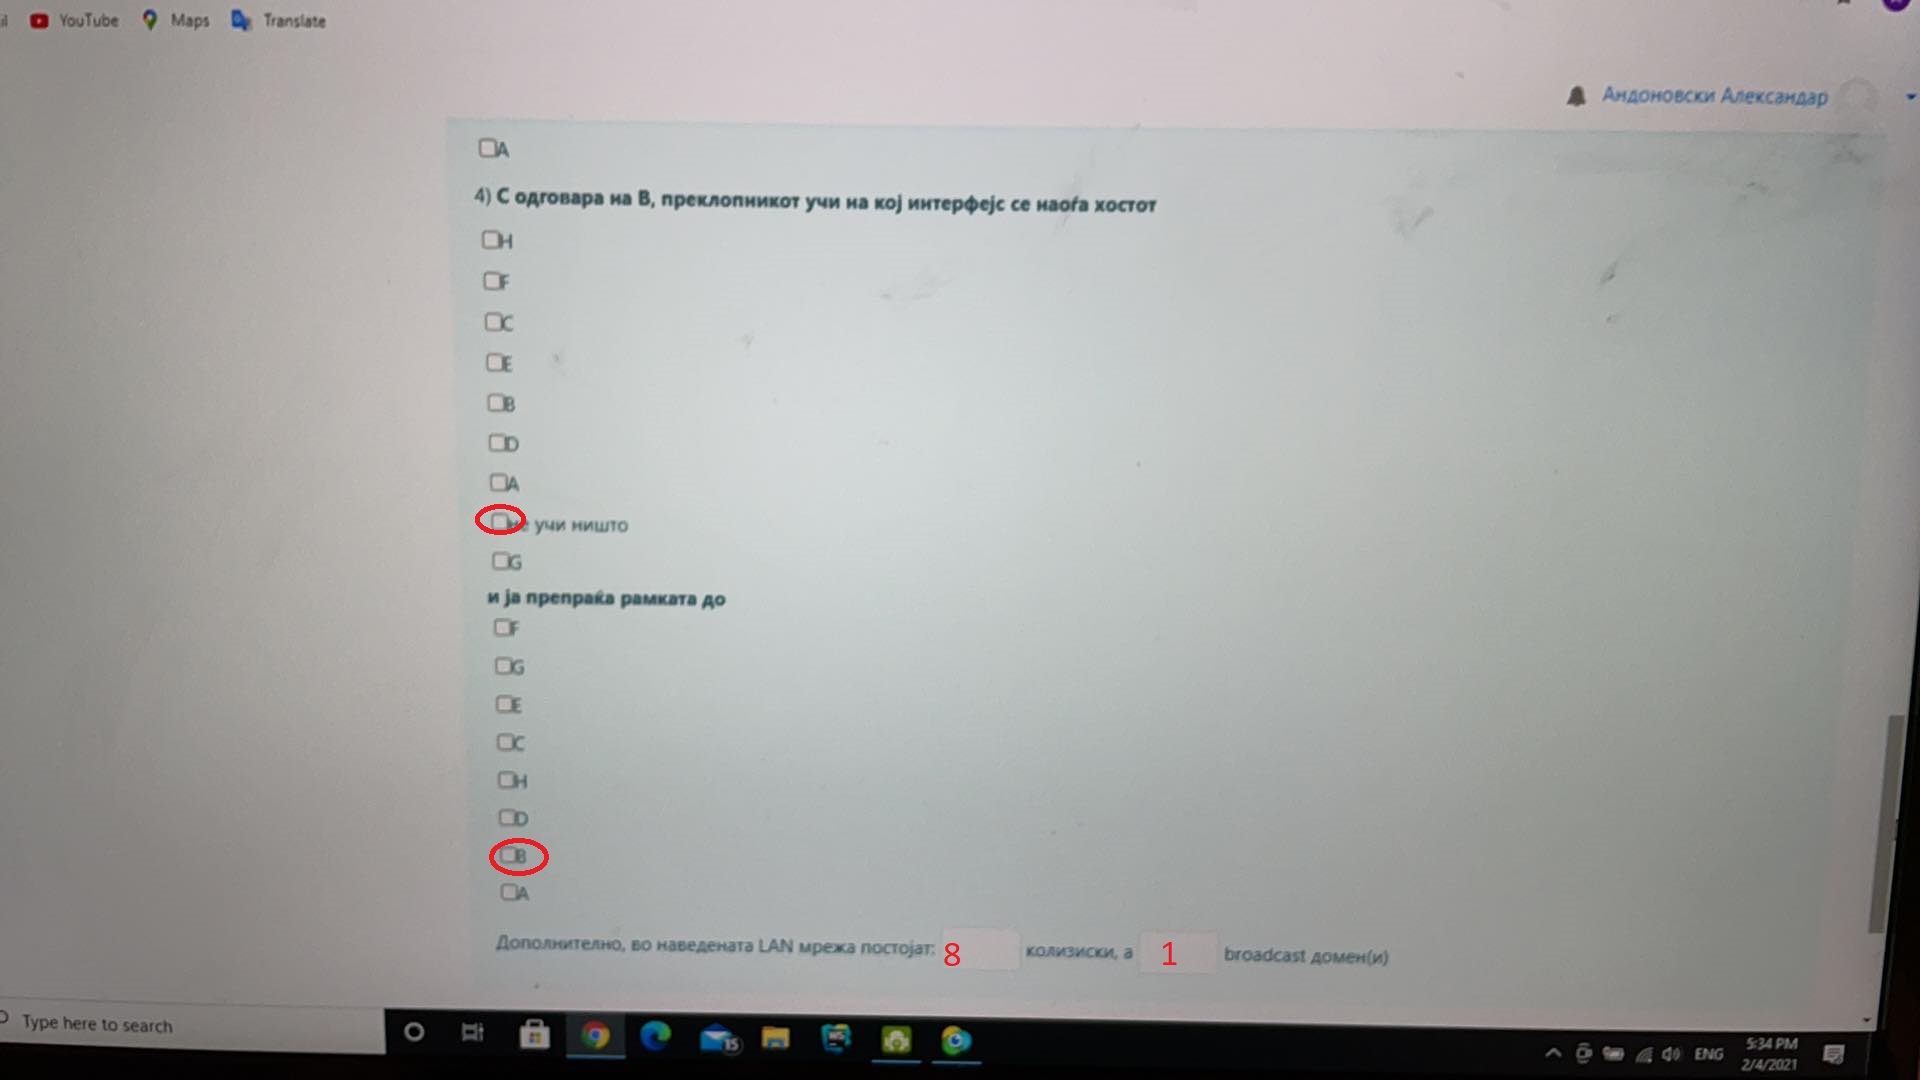 YouTube Maps Translate
Андоновски Александар
A
4) С одговара на B, преклопникот учи на кој интерфејс се наоѓа хостот
H
F
C
E
B
D
A
не учи ништо
G
и ја препраќа рамката до
F
G
E
C
H
D
B
A
Дополнително, во наведената LAN мрежа постојат: 8 колизиски, а 1 broadcast домен(и)
Type here to search
15
ENG
5:34 PM
2/4/2021